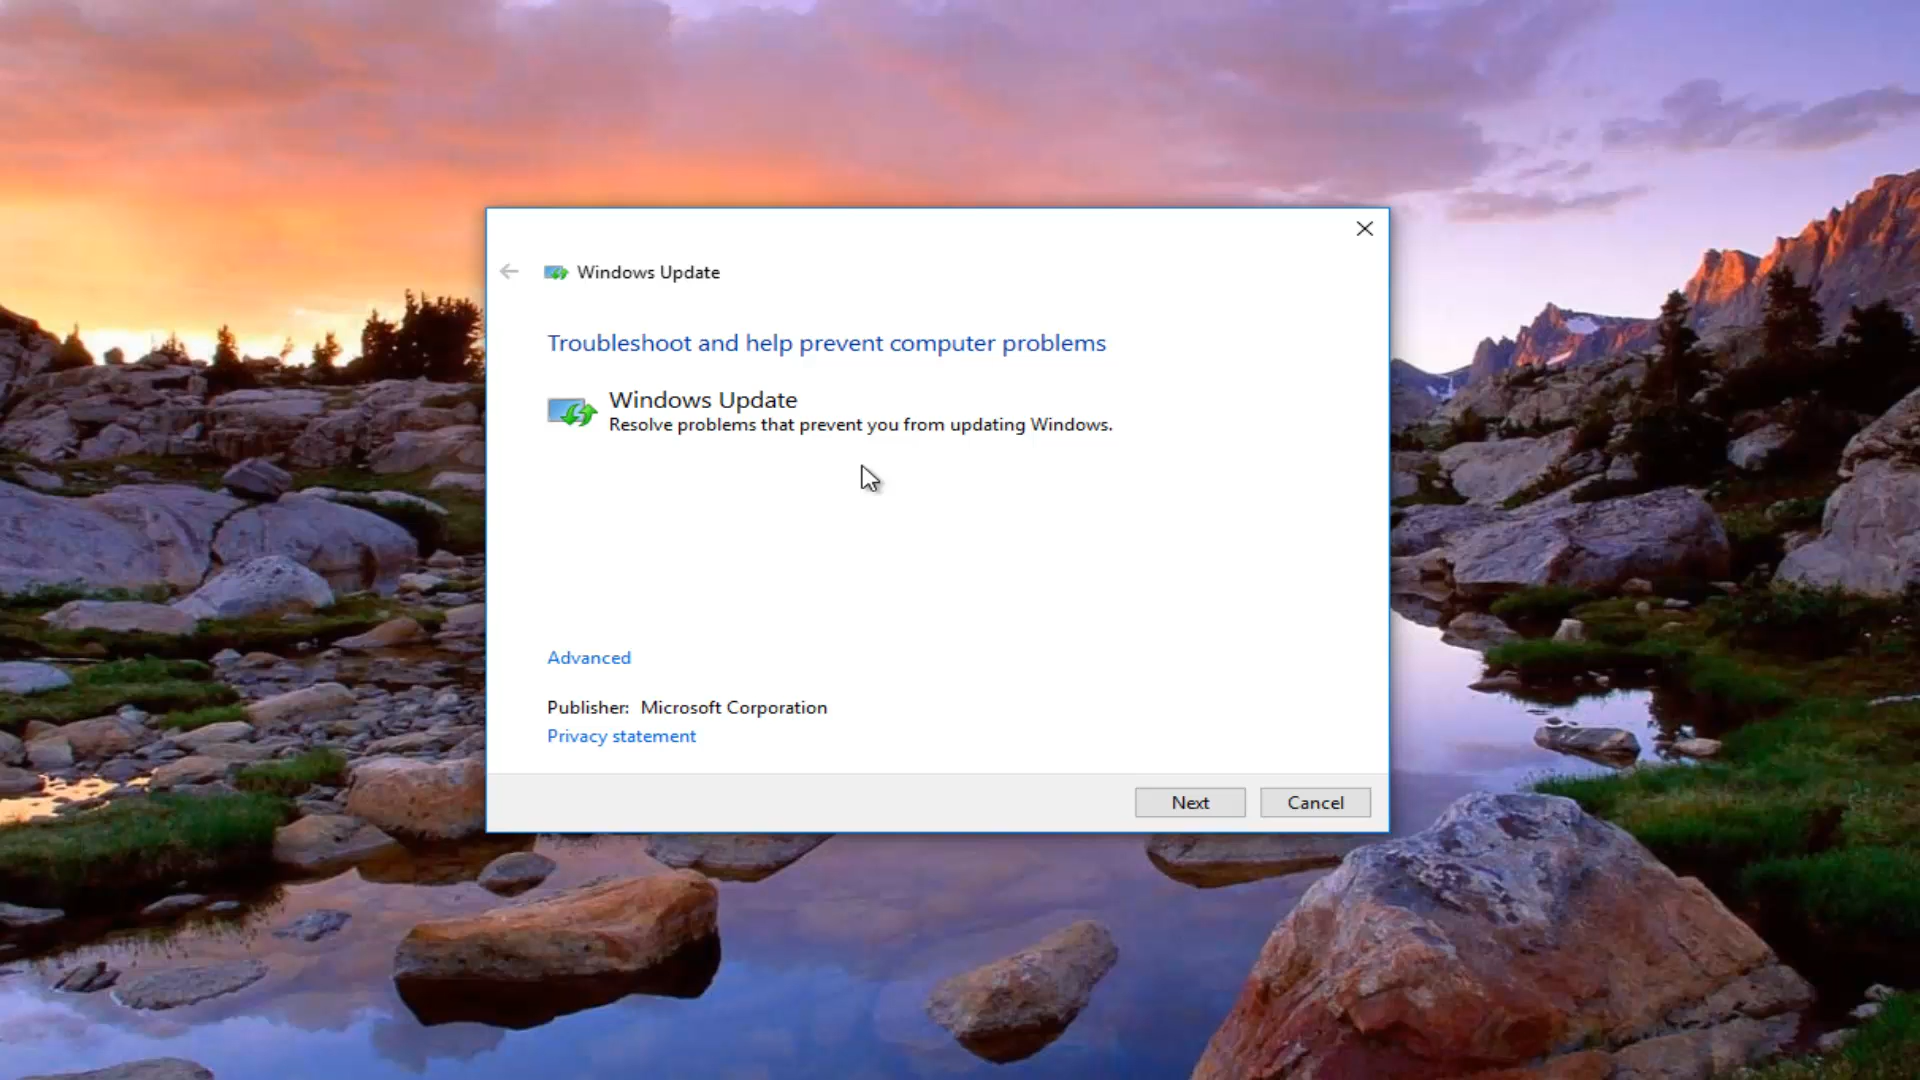 Windows Update
Troubleshoot and help prevent computer problems
Windows Update
Resolve problems that prevent you from updating Windows.
Advanced
Publisher: Microsoft Corporation
Privacy statement
Next
Cancel